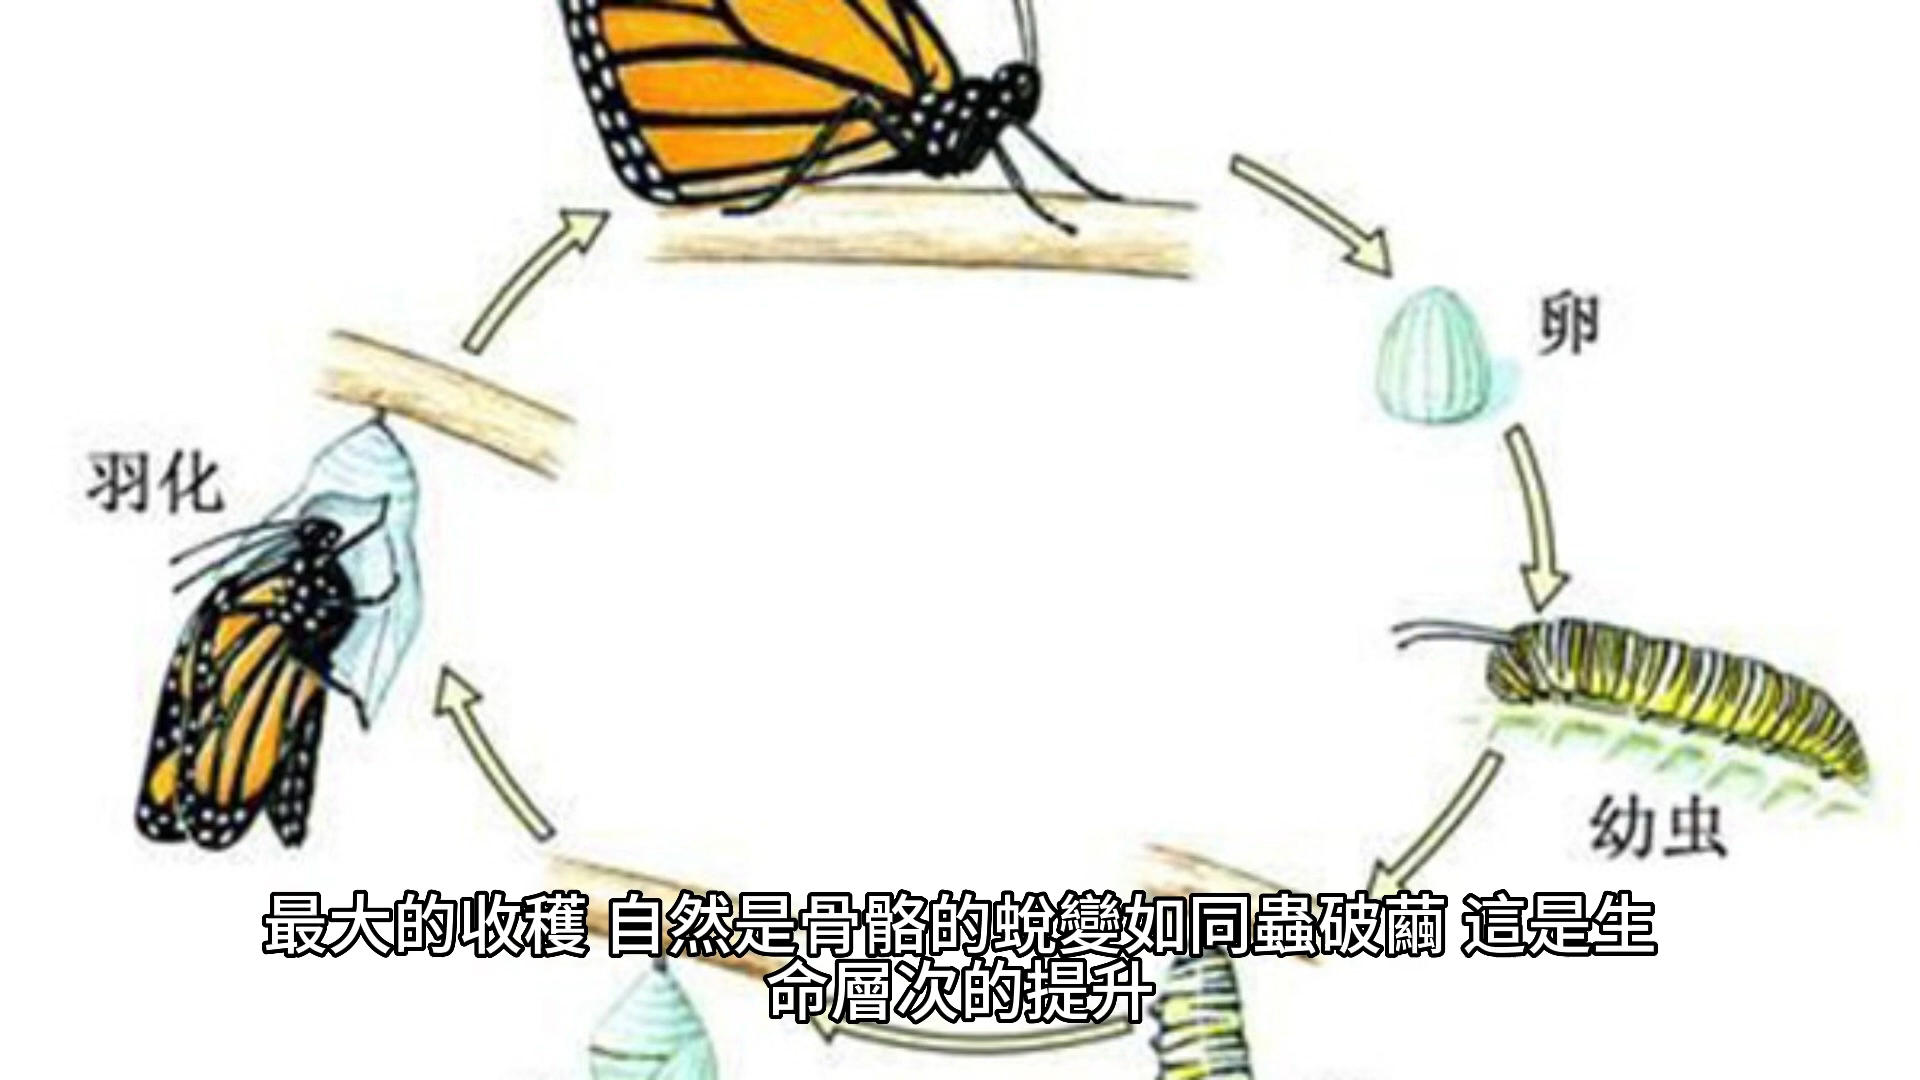 卵
羽化
幼虫
最大的收穫 自然是骨骼的蛻變如同蟲破繭 這是生
命層次的提升